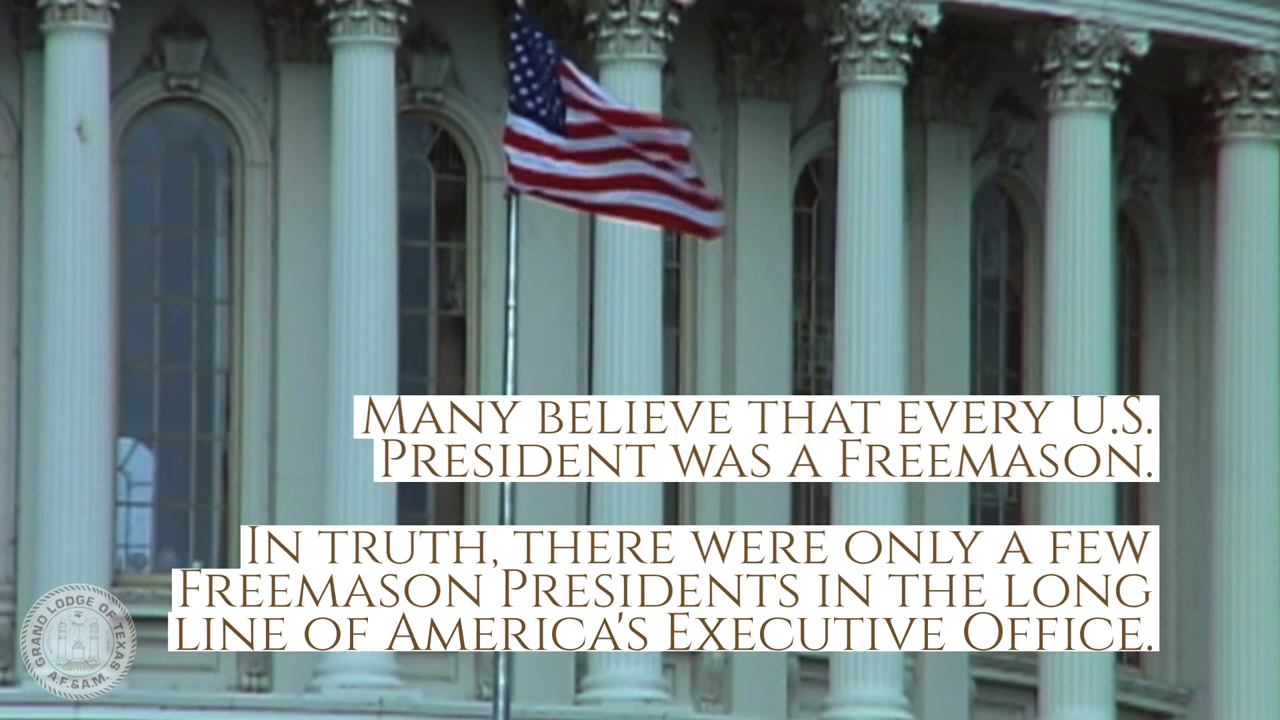 Many believe that every U.S.
President was a Freemason.
In truth, there were only a few
Freemason Presidents in the long
line of America's Executive Office.
GRAND LODGE OF TEXAS
A.F.&A.M.